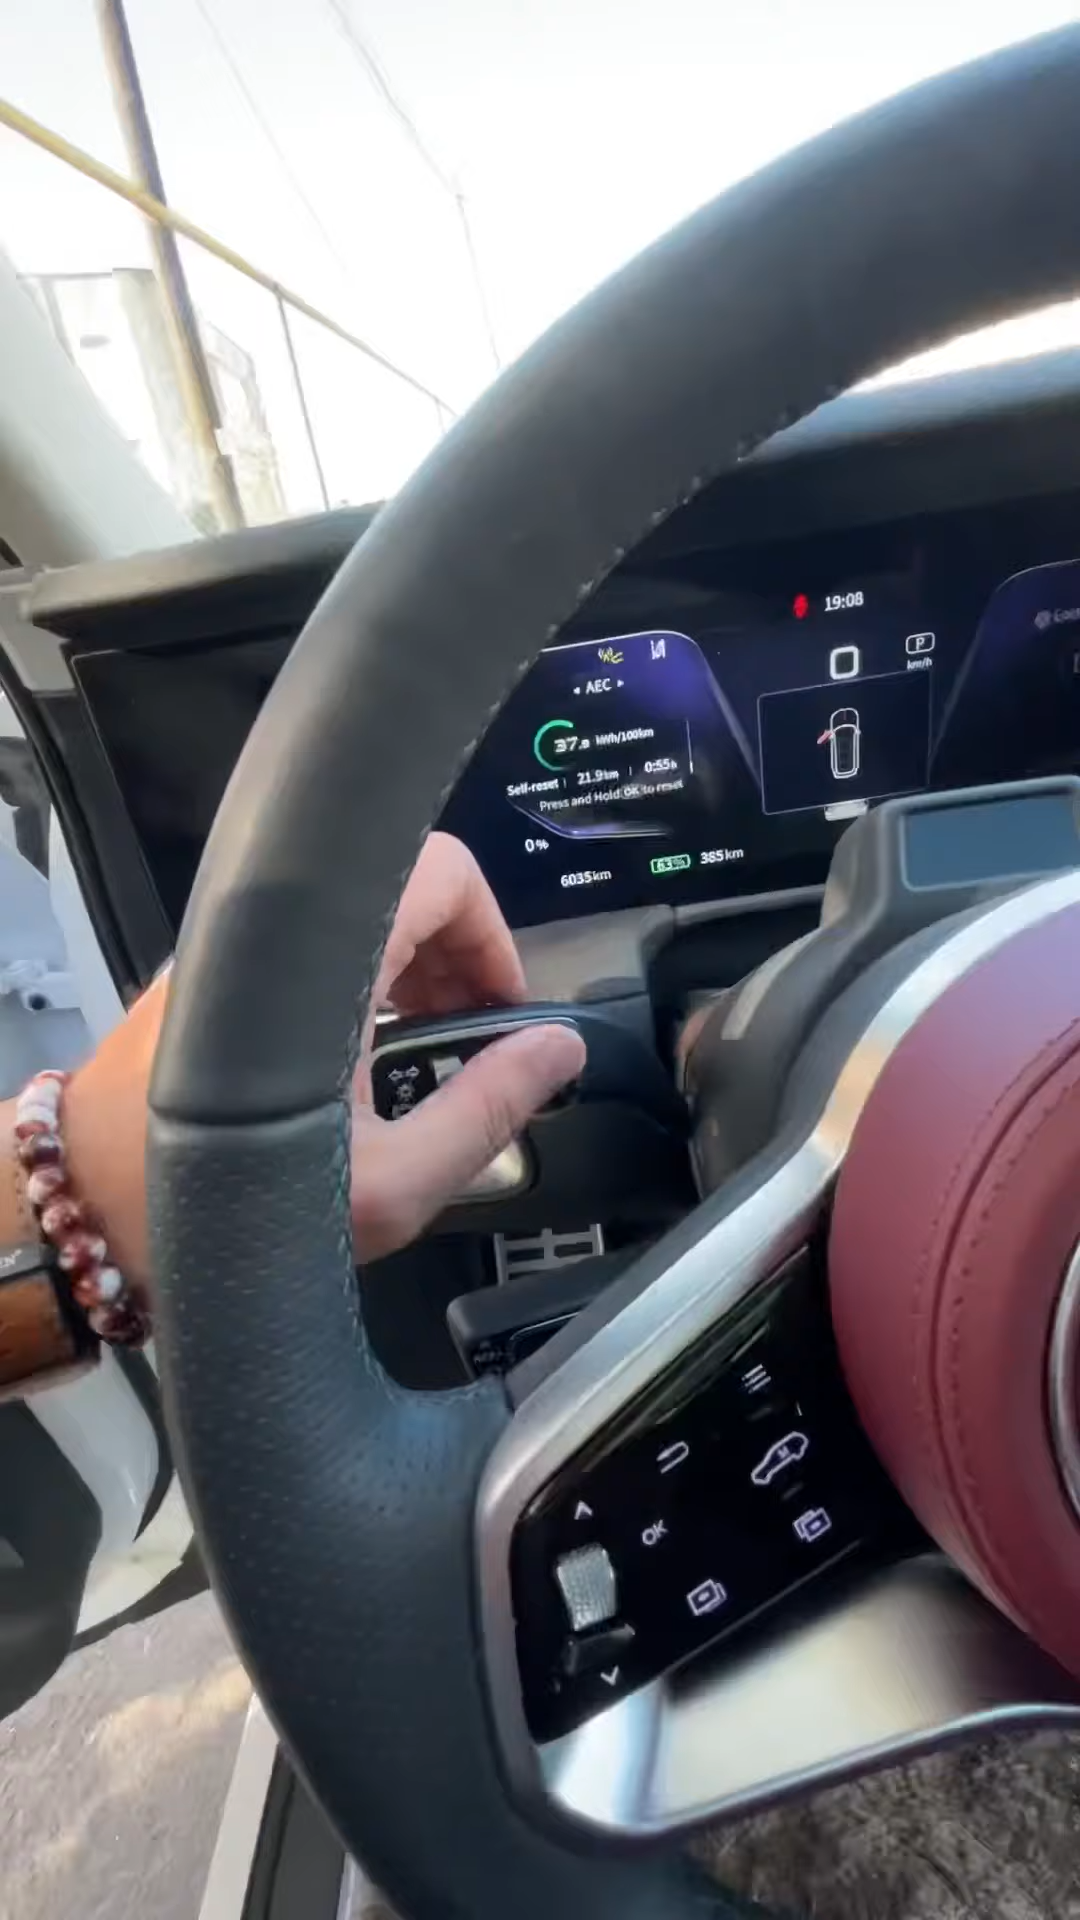 19:08
P
km/h
◂ AEC ▸
37.9 kWh/100km
Self-reset | 21.9km | 0:55h
Press and Hold OK to reset
0%
63% 385km
6035km
OK